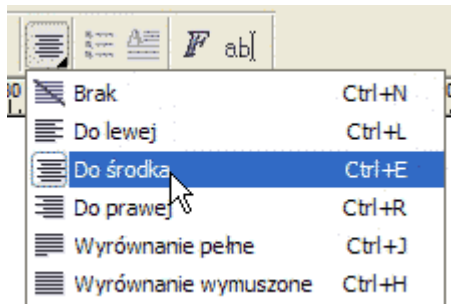 F ab
Brak Ctrl+N
Do lewej Ctrl+L
Do środka Ctrl+E
Do prawej Ctrl+R
Wyrównanie pełne Ctrl+J
Wyrównanie wymuszone Ctrl+H